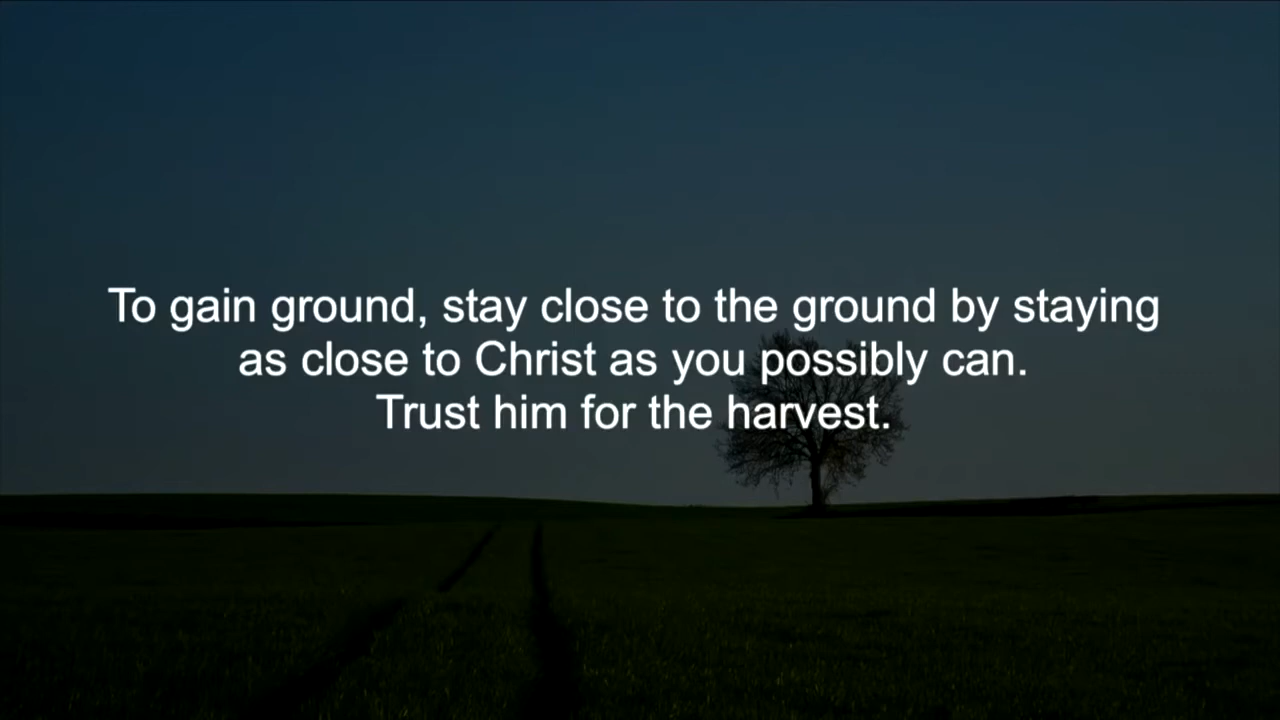 To gain ground, stay close to the ground by staying
as close to Christ as you possibly can.
Trust him for the harvest.